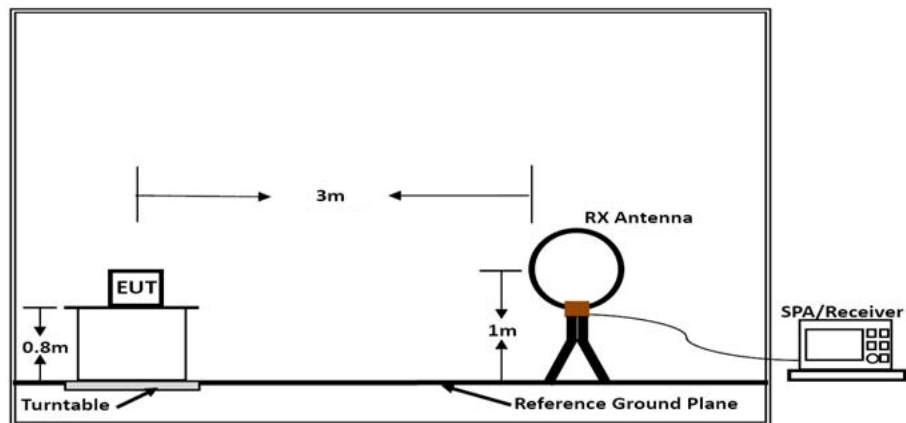 3m
RX Antenna
EUT
SPA/Receiver
0.8m
1m
Turntable
Reference Ground Plane